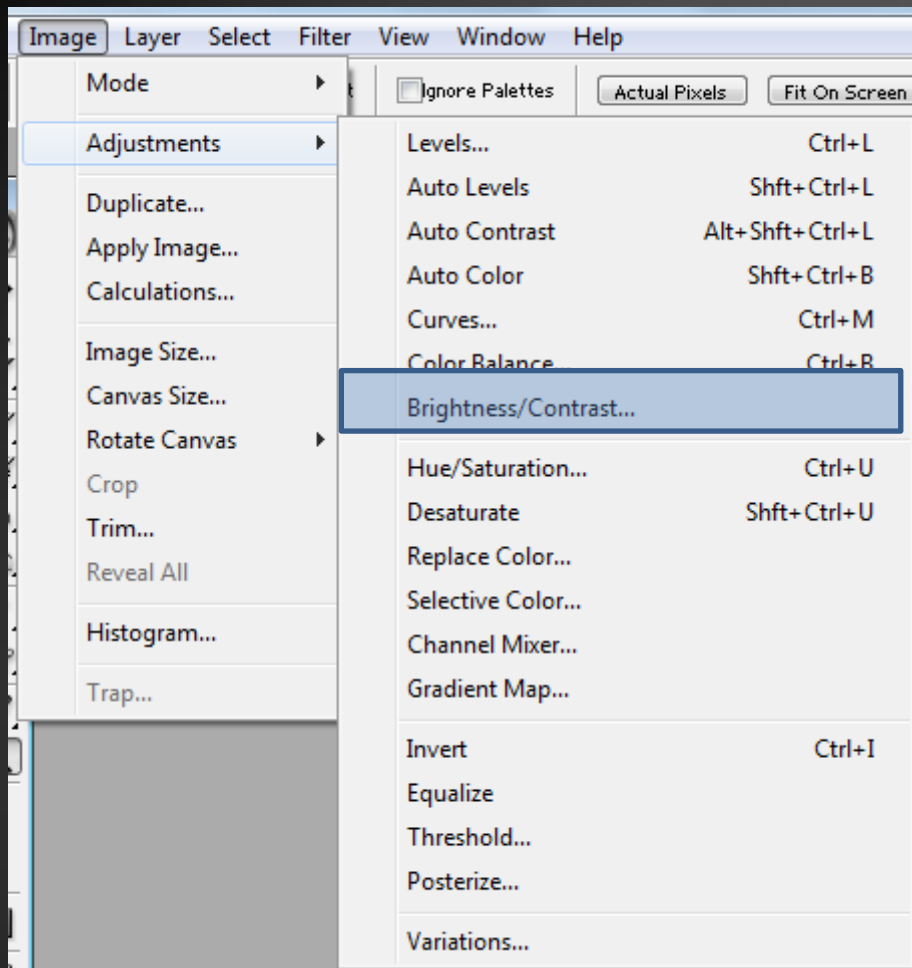 Image Layer Select Filter View Window Help
Ignore Palettes Actual Pixels Fit On Screen
Mode
Adjustments
Duplicate...
Apply Image...
Calculations...
Image Size...
Canvas Size...
Rotate Canvas
Crop
Trim...
Reveal All
Histogram...
Trap...
Levels... Ctrl+L
Auto Levels Shft+Ctrl+L
Auto Contrast Alt+Shft+Ctrl+L
Auto Color Shft+Ctrl+B
Curves... Ctrl+M
Color Balance... Ctrl+B
Brightness/Contrast...
Hue/Saturation... Ctrl+U
Desaturate Shft+Ctrl+U
Replace Color...
Selective Color...
Channel Mixer...
Gradient Map...
Invert Ctrl+I
Equalize
Threshold...
Posterize...
Variations...